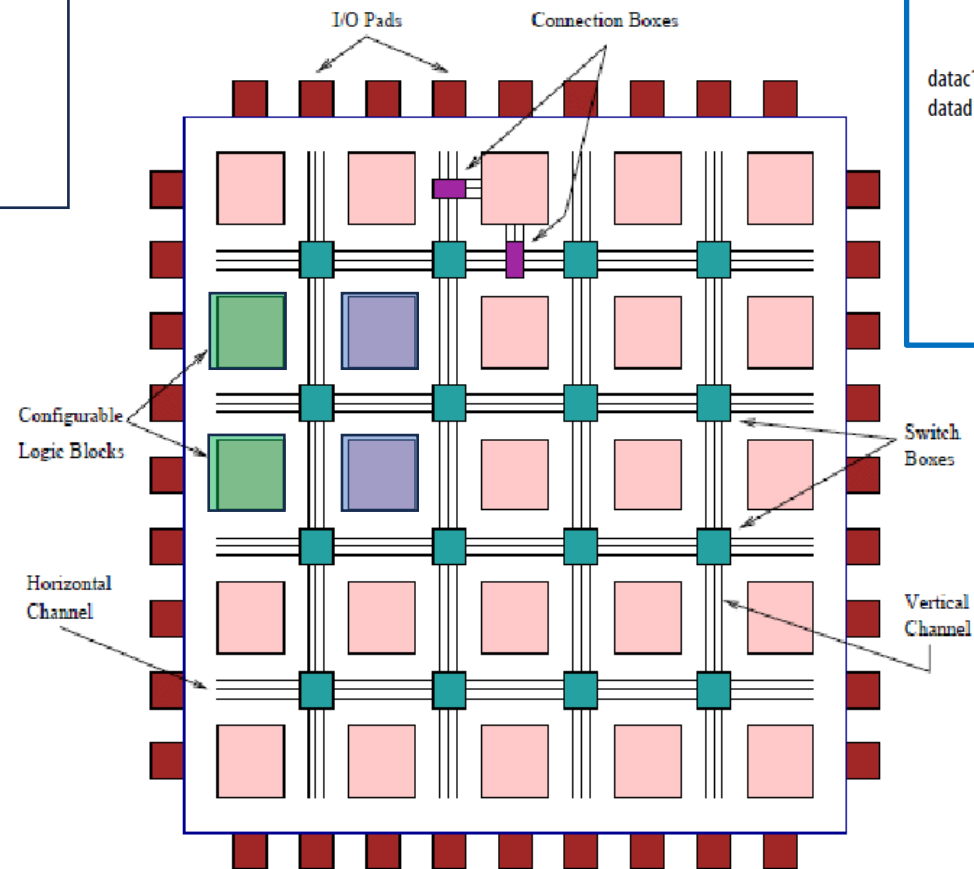 I/O Pads
Connection Boxes
datad
Configurable
Logic Blocks
Switch
Boxes
Horizontal
Channel
Vertical
Channel